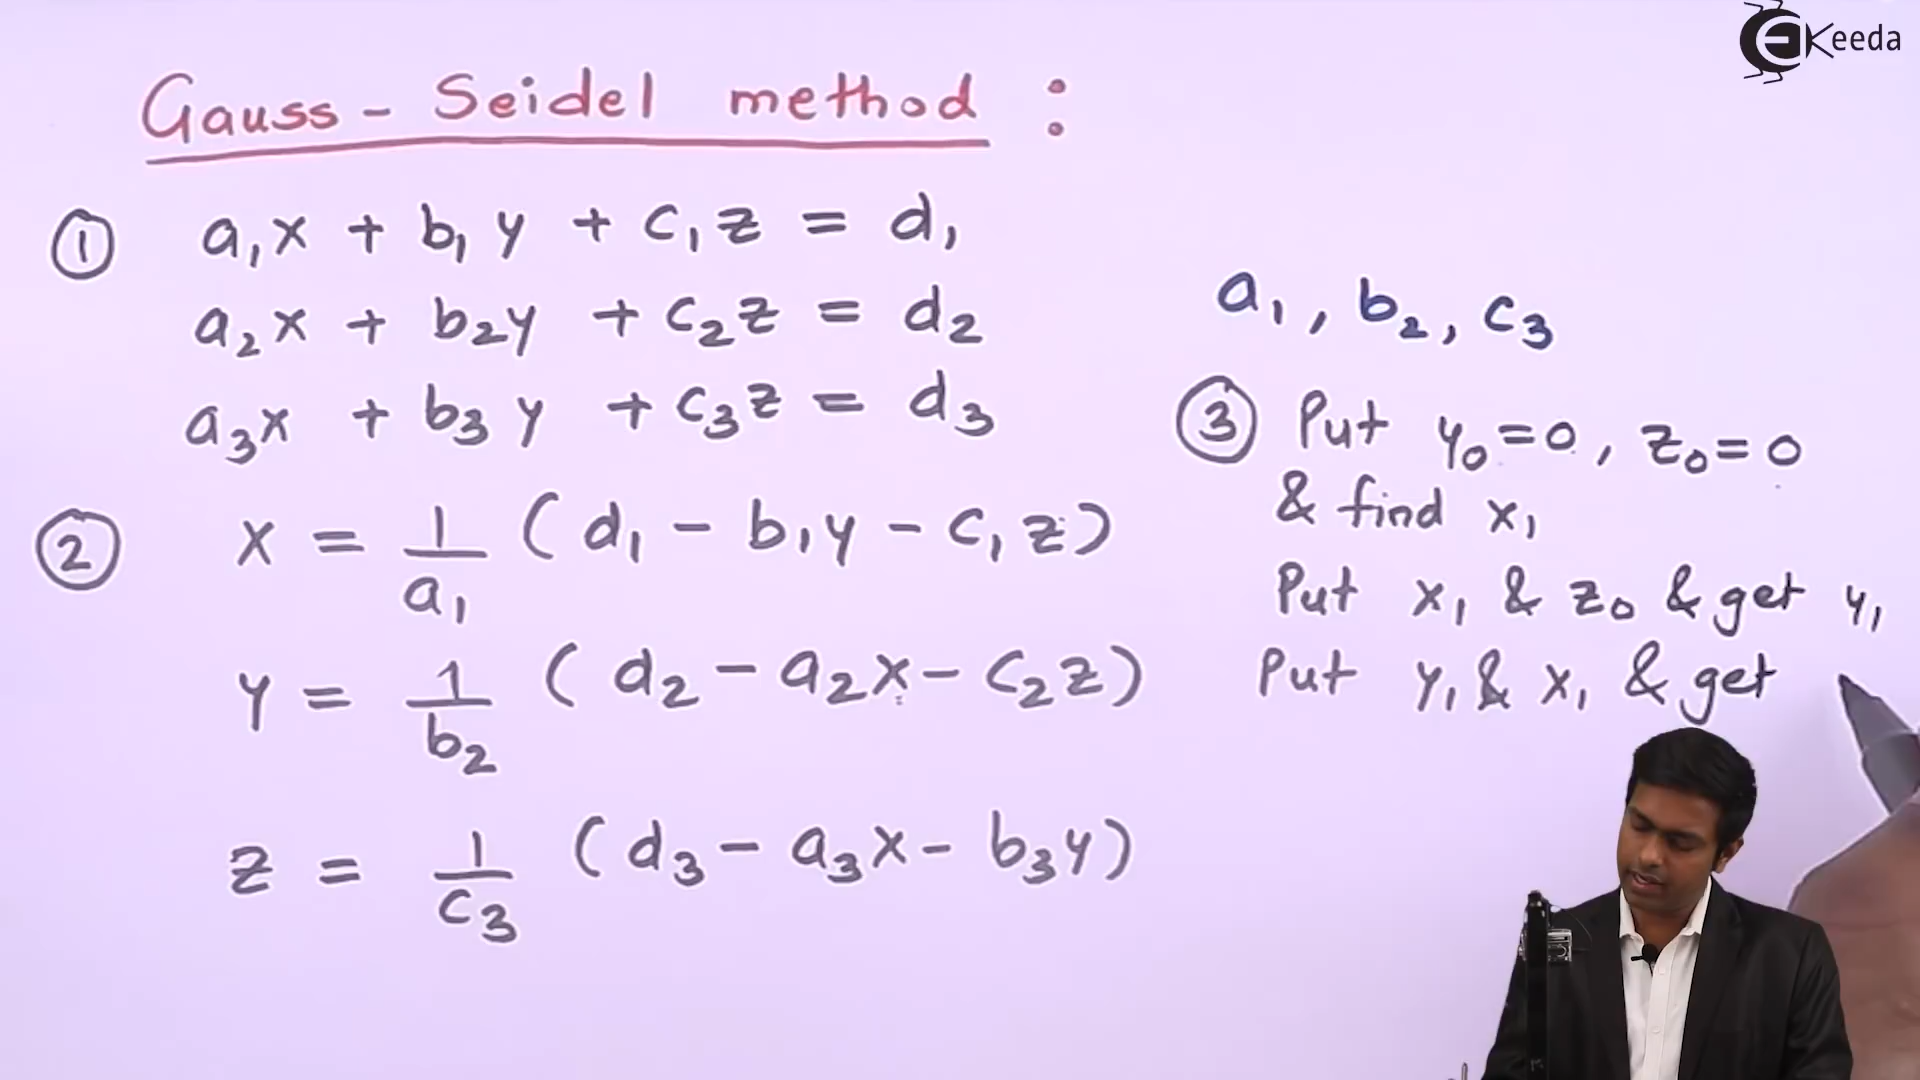 EKeeda
Gauss - Seidel method :
① a₁x + b₁y + c₁z = d₁
a₂x + b₂y + c₂z = d₂
a₃x + b₃y + c₃z = d₃
② x = 1/a₁ (d₁ - b₁y - c₁z)
y = 1/b₂ (d₂ - a₂x - c₂z)
z = 1/c₃ (d₃ - a₃x - b₃y)
a₁, b₂, c₃
③ Put y₀=0, z₀=0
& find x₁
Put x₁ & z₀ & get y₁
Put y₁ & x₁ & get